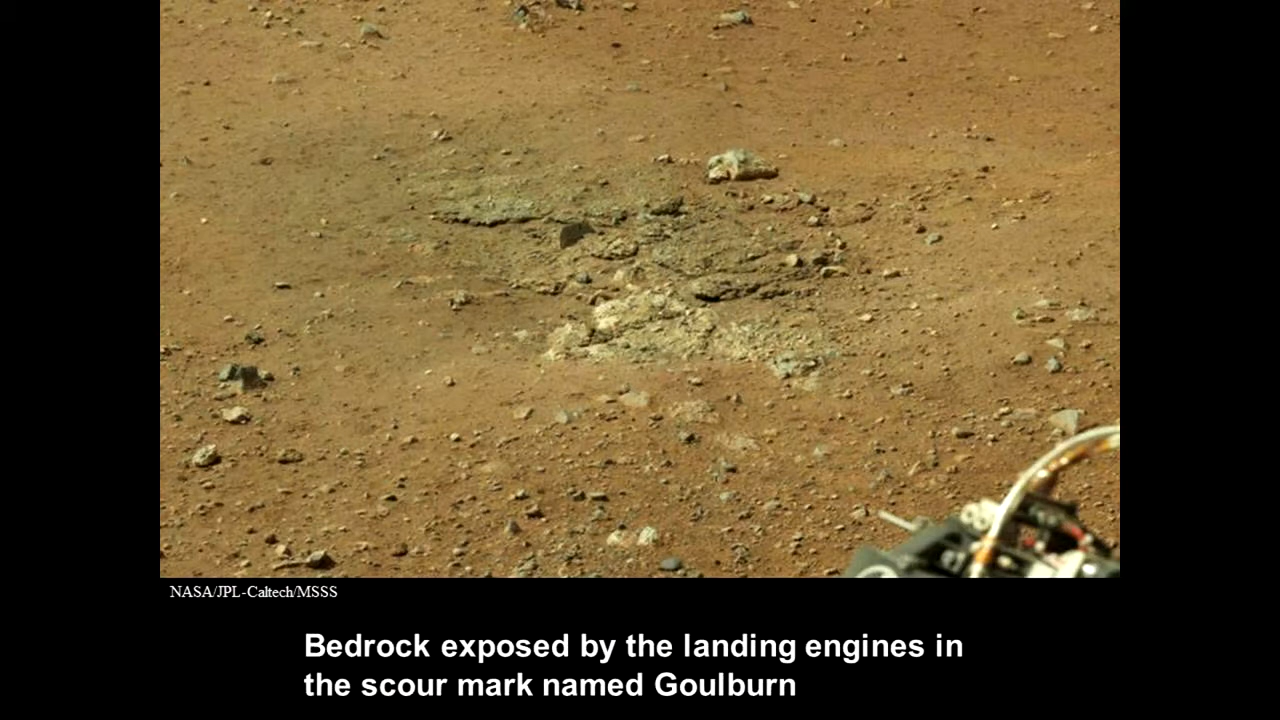 NASA/JPL-Caltech/MSSS
Bedrock exposed by the landing engines in
the scour mark named Goulburn